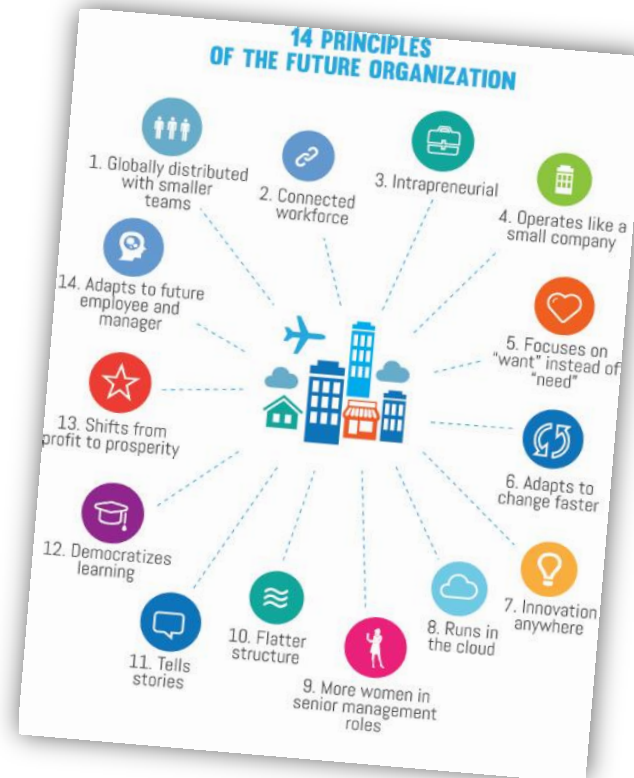 14 PRINCIPLES
OF THE FUTURE ORGANIZATION
1. Globally distributed
with smaller
teams
2. Connected
workforce
3. Intrapreneurial
4. Operates like a
small company
5. Focuses on
"want" instead of
"need"
6. Adapts to
change faster
7. Innovation
anywhere
8. Runs in
the cloud
9. More women in
senior management
roles
10. Flatter
structure
11. Tells
stories
12. Democratizes
learning
13. Shifts from
profit to prosperity
14. Adapts to future
employee and
manager